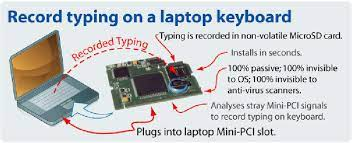 Record typing on a laptop keyboard
Typing is recorded in non-volatile MicroSD card.
Recorded Typing
Installs in seconds.
100% passive; 100% invisible
to OS; 100% invisible to
anti-virus scanners.
Analyses stray Mini-PCI signals
to record typing on keyboard.
Plugs into laptop Mini-PCI slot.